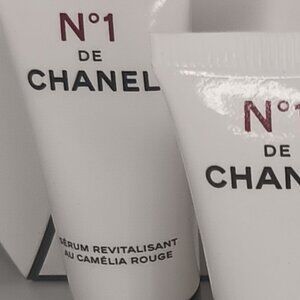 N°1
DE
CHANEL
SÉRUM REVITALISANT
AU CAMÉLIA ROUGE
N°1
DE
CHAN